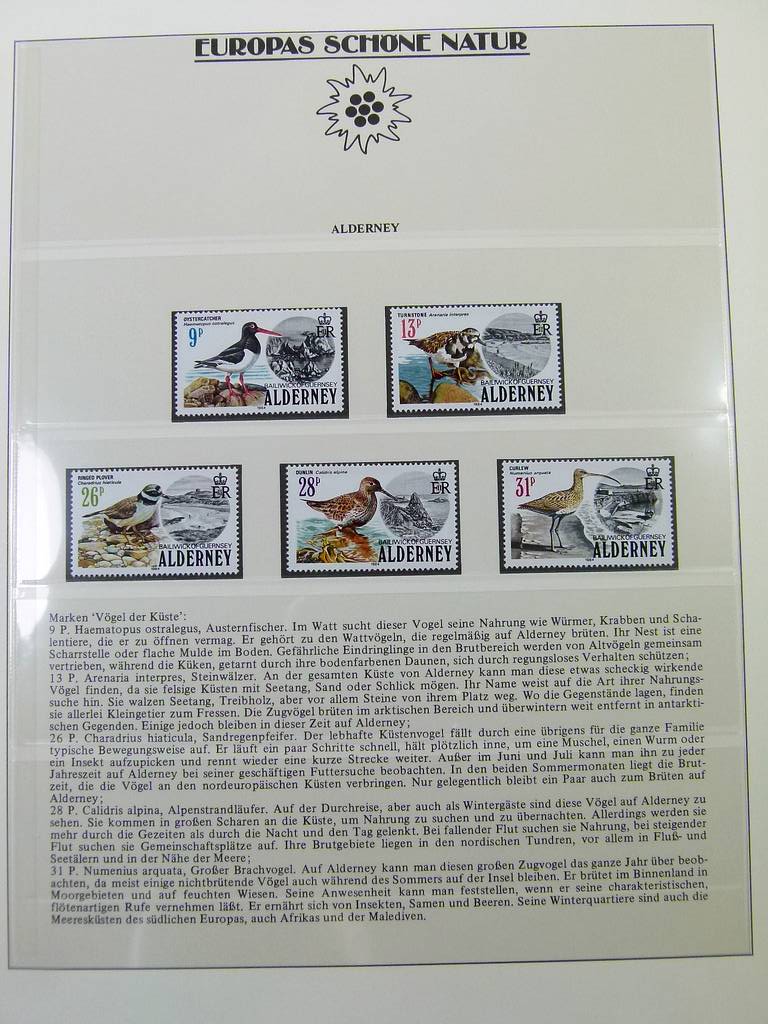 EUROPAS SCHÖNE NATUR
ALDERNEY
OYSTERCATCHER
Haematopus ostralegus
9P
ER
BAILIWICK OF GUERNSEY
1984
ALDERNEY
TURNSTONE Arenaria interpres
13P
ER
BAILIWICK OF GUERNSEY
1984
ALDERNEY
RINGED PLOVER
Charadrius hiaticula
26P
ER
BAILIWICK OF GUERNSEY
1984
ALDERNEY
DUNLIN Calidris alpina
28P
ER
BAILIWICK OF GUERNSEY
1984
ALDERNEY
CURLEW
Numenius arquata
31P
ER
BAILIWICK OF GUERNSEY
1984
ALDERNEY
Marken 'Vögel der Küste':
9 P. Haematopus ostralegus, Austernfischer. Im Watt sucht dieser Vogel seine Nahrung wie Würmer, Krabben und Scha-
lentiere, die er zu öffnen vermag. Er gehört zu den Wattvögeln, die regelmäßig auf Alderney brüten. Ihr Nest ist eine
Scharrstelle oder flache Mulde im Boden. Gefährliche Eindringlinge in den Brutbereich werden von Altvögeln gemeinsam
vertrieben, während die Küken, getarnt durch ihre bodenfarbenen Daunen, sich durch regungsloses Verhalten schützen;
13 P. Arenaria interpres, Steinwälzer. An der gesamten Küste von Alderney kann man diese etwas scheckig wirkende
Vögel finden, da sie felsige Küsten mit Seetang, Sand oder Schlick mögen. Ihr Name weist auf die Art ihrer Nahrungs-
suche hin. Sie walzen Seetang, Treibholz, aber vor allem Steine von ihrem Platz weg. Wo die Gegenstände lagen, finden
sie allerlei Kleingetier zum Fressen. Die Zugvögel brüten im arktischen Bereich und überwintern weit entfernt in antarkti-
schen Gegenden. Einige jedoch bleiben in dieser Zeit auf Alderney;
26 P. Charadrius hiaticula, Sandregenpfeifer. Der lebhafte Küstenvogel fällt durch eine übrigens für die ganze Familie
typische Bewegungsweise auf. Er läuft ein paar Schritte schnell, hält plötzlich inne, um eine Muschel, einen Wurm oder
ein Insekt aufzupicken und rennt wieder eine kurze Strecke weiter. Außer im Juni und Juli kann man ihn zu jeder
Jahreszeit auf Alderney bei seiner geschäftigen Futtersuche beobachten. In den beiden Sommermonaten liegt die Brut-
zeit, die die Vögel an den nordeuropäischen Küsten verbringen. Nur gelegentlich bleibt ein Paar auch zum Brüten auf
Alderney;
28 P. Calidris alpina, Alpenstrandläufer. Auf der Durchreise, aber auch als Wintergäste sind diese Vögel auf Alderney zu
sehen. Sie kommen in großen Scharen an die Küste, um Nahrung zu suchen und zu übernachten. Allerdings werden sie
mehr durch die Gezeiten als durch die Nacht und den Tag gelenkt. Bei fallender Flut suchen sie Nahrung, bei steigender
Flut suchen sie Gemeinschaftsplätze auf. Ihre Brutgebiete liegen in den nordischen Tundren, vor allem in Fluß- und
Seetälern und in der Nähe der Meere;
31 P. Numenius arquata, Großer Brachvogel. Auf Alderney kann man diesen großen Zugvogel das ganze Jahr über beob-
achten, da meist einige nichtbrütende Vögel auch während des Sommers auf der Insel bleiben. Er brütet im Binnenland in
Moorgebieten und auf feuchten Wiesen. Seine Anwesenheit kann man feststellen, wenn er seine charakteristischen,
flötenartigen Rufe vernehmen läßt. Er ernährt sich von Insekten, Samen und Beeren. Seine Winterquartiere sind auch die
Meeresküsten des südlichen Europas, auch Afrikas und der Malediven.